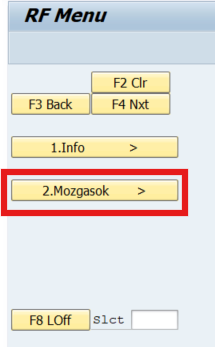 RF Menu
F2 Clr
F3 Back F4 Nxt
1.Info >
2.Mozgasok >
F8 LOff Slct